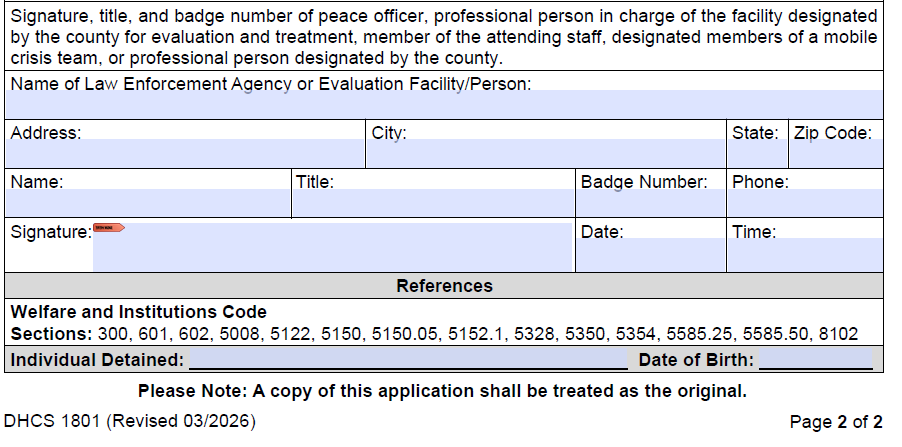 Signature, title, and badge number of peace officer, professional person in charge of the facility designated
by the county for evaluation and treatment, member of the attending staff, designated members of a mobile
crisis team, or professional person designated by the county.
Name of Law Enforcement Agency or Evaluation Facility/Person:
Address: City: State: Zip Code:
Name: Title: Badge Number: Phone:
Signature: Date: Time:
References
Welfare and Institutions Code
Sections: 300, 601, 602, 5008, 5122, 5150, 5150.05, 5152.1, 5328, 5350, 5354, 5585.25, 5585.50, 8102
Individual Detained: Date of Birth:
Please Note: A copy of this application shall be treated as the original.
DHCS 1801 (Revised 03/2026) Page 2 of 2